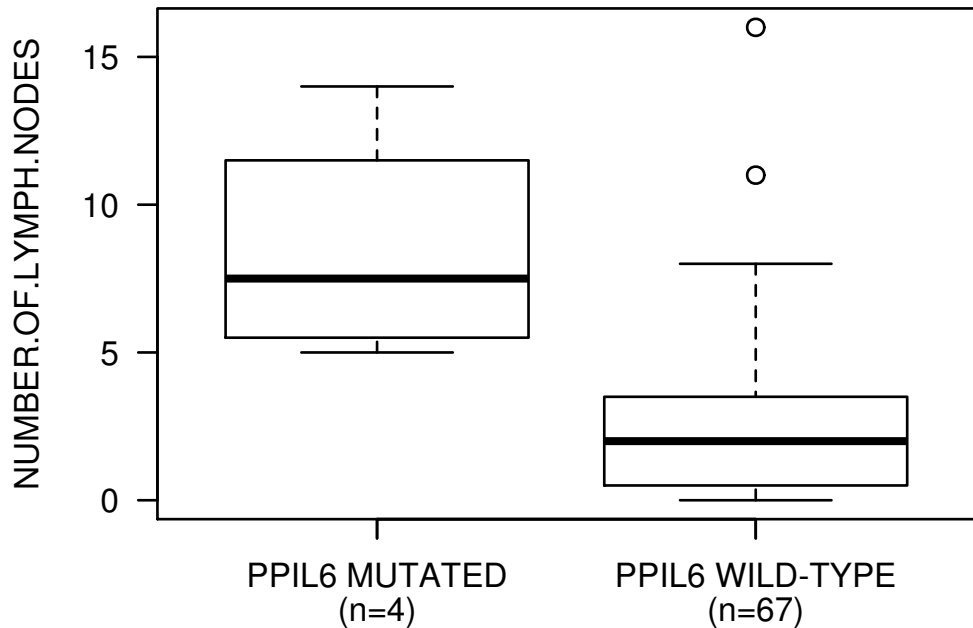 NUMBER.OF.LYMPH.NODES
15
10
5
0
PPIL6 MUTATED
(n=4)
PPIL6 WILD-TYPE
(n=67)